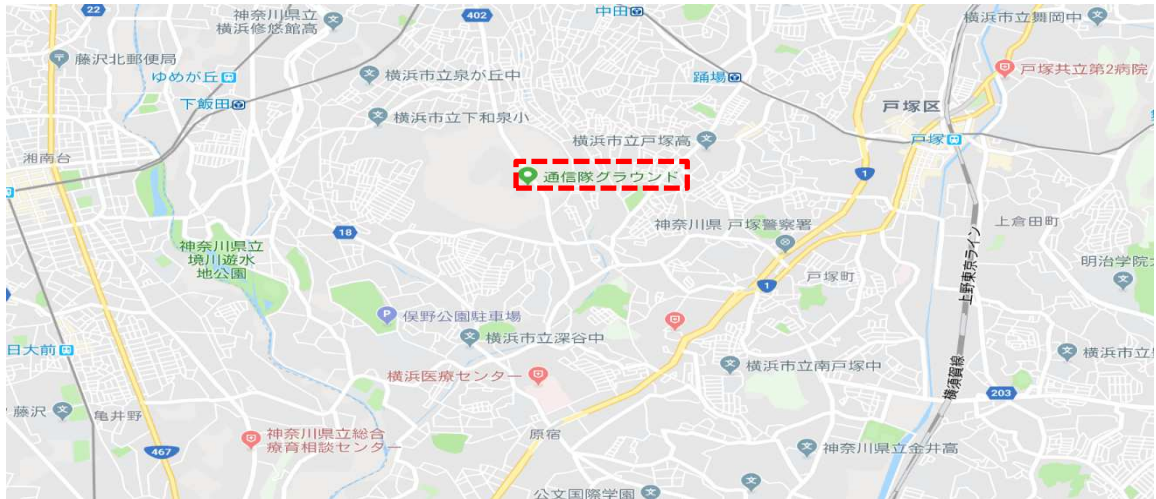 22
神奈川県立
横浜修悠館高
402
中田
横浜市立舞岡中
藤沢北郵便局
ゆめが丘
横浜市立泉が丘中
踊場
戸塚共立第2病院
下飯田
横浜市立下和泉小
戸塚区
横浜市立戸塚高
戸塚
湘南台
通信隊グラウンド
1
18
神奈川県 戸塚警察署
上倉田町
神奈川県立
境川遊水
地公園
上野東京ライン
明治学院
戸塚町
1
P
俣野公園駐車場
横浜市立深谷中
日大前
横浜市立南戸塚中
横浜市立
横浜医療センター
横須賀線
203
藤沢
亀井野
神奈川県立総合
療育相談センター
原宿
神奈川県立金井高
467
公文国際学園